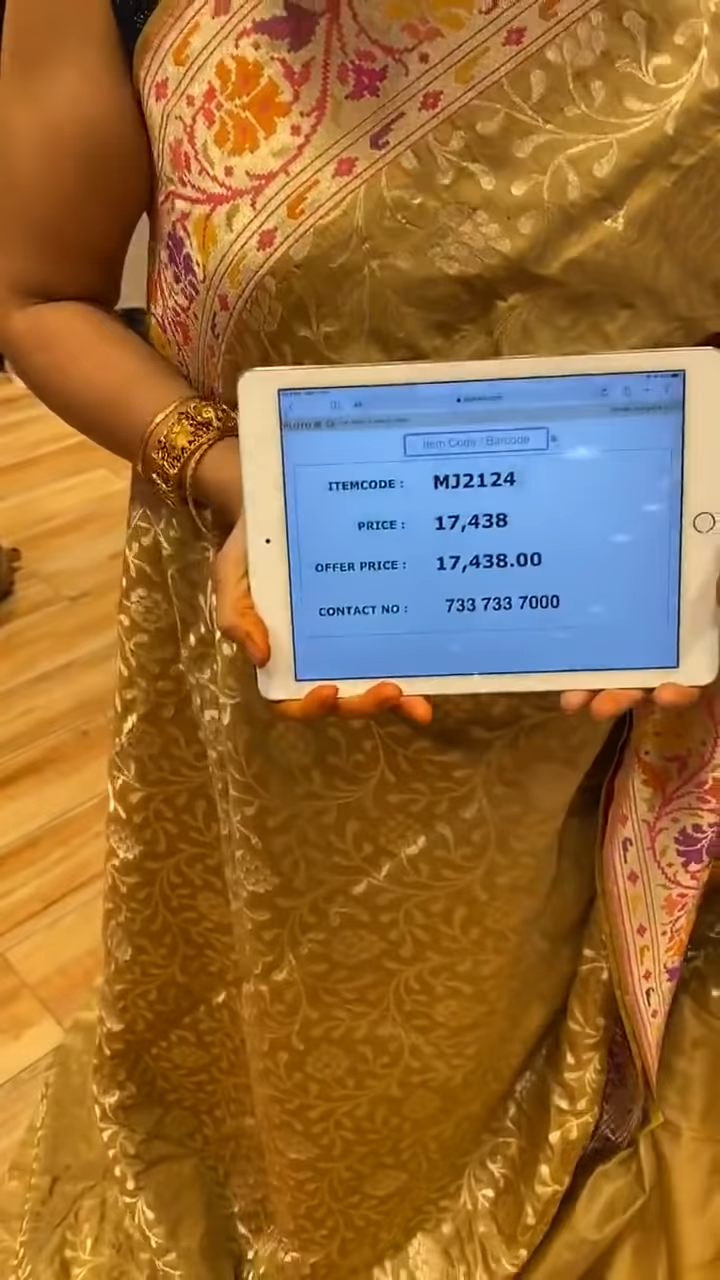 Item Code / Barcode
ITEMCODE : MJ2124
PRICE : 17,438
OFFER PRICE : 17,438.00
CONTACT NO : 733 733 7000